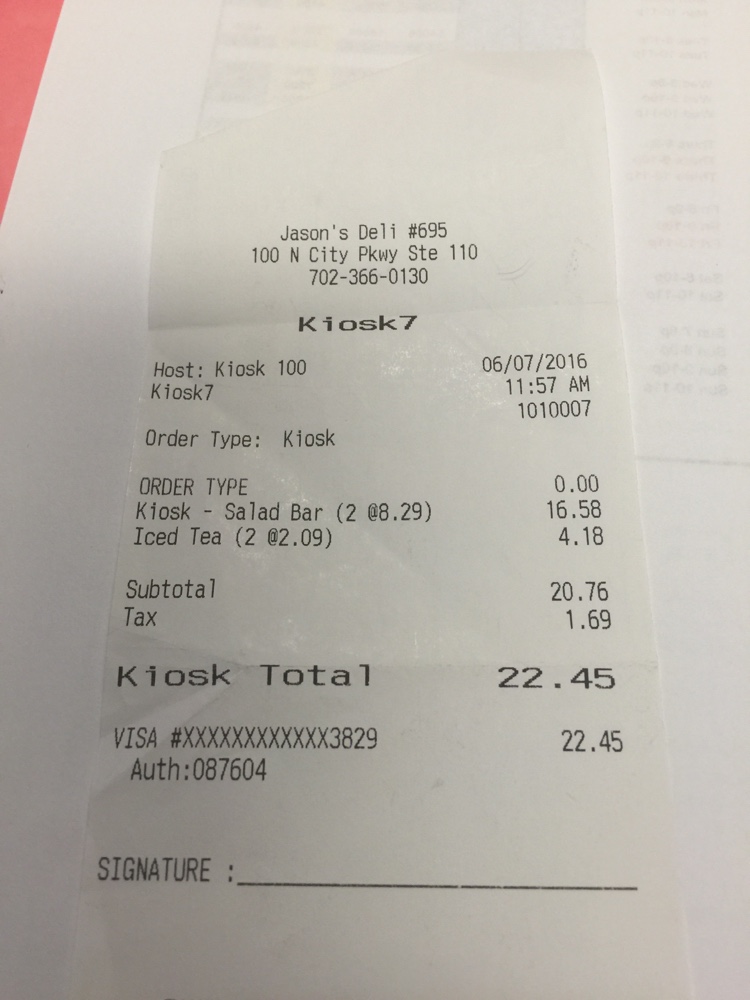 Jason's Deli #695
100 N City Pkwy Ste 110
702-366-0130
Kiosk7
Host: Kiosk 100 06/07/2016
Kiosk7 11:57 AM
1010007
Order Type: Kiosk
ORDER TYPE 0.00
Kiosk - Salad Bar (2 @8.29) 16.58
Iced Tea (2 @2.09) 4.18
Subtotal 20.76
Tax 1.69
Kiosk Total 22.45
VISA #XXXXXXXXXXXX3829 22.45
Auth:087604
SIGNATURE :